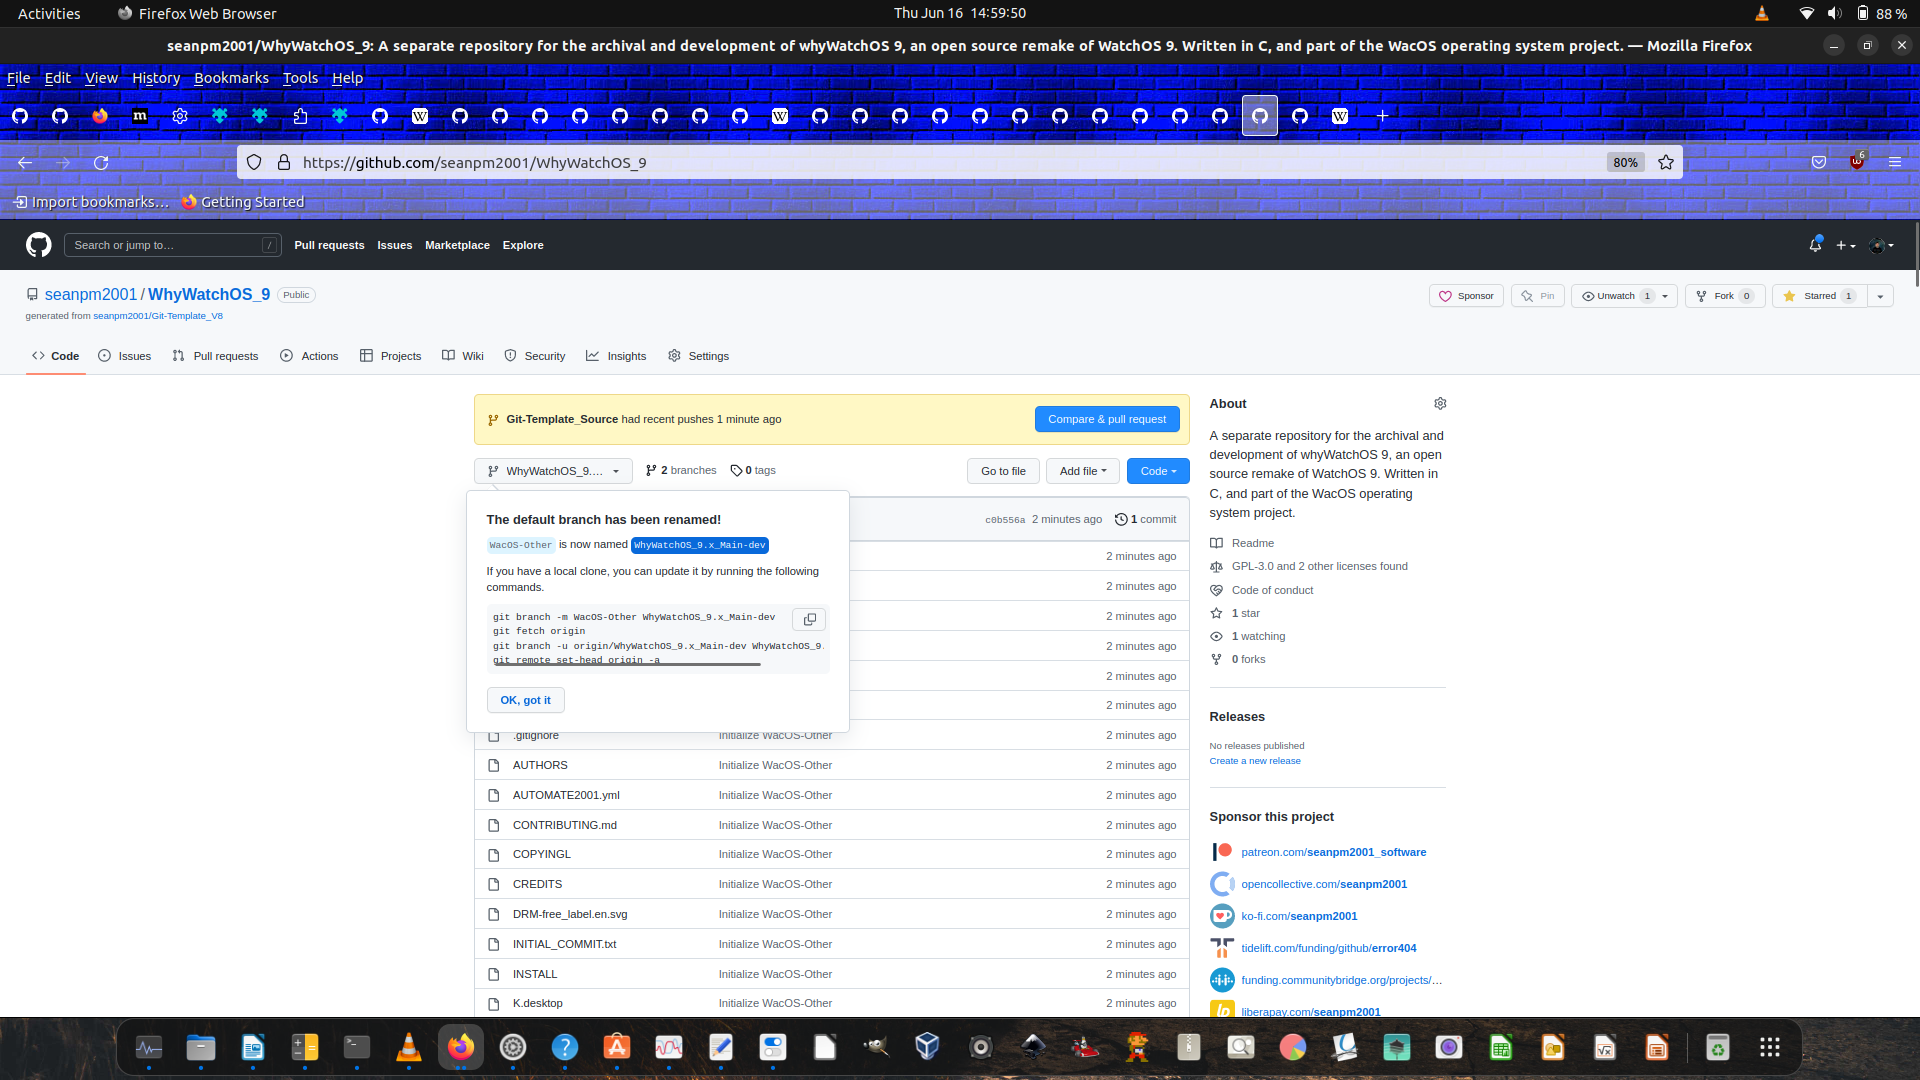 Activities
Firefox Web Browser
Thu Jun 16  14:59:50
88 %
seanpm2001/WhyWatchOS_9: A separate repository for the archival and development of whyWatchOS 9, an open source remake of WatchOS 9. Written in C, and part of the WacOS operating system project. — Mozilla Firefox
File Edit View History Bookmarks Tools Help
https://github.com/seanpm2001/WhyWatchOS_9
80%
6
Import bookmarks…
Getting Started
Search or jump to…
/
Pull requests
Issues
Marketplace
Explore
seanpm2001 / WhyWatchOS_9
Public
generated from seanpm2001/Git-Template_V8
Sponsor
Pin
Unwatch 1
Fork 0
Starred 1
Code
Issues
Pull requests
Actions
Projects
Wiki
Security
Insights
Settings
Git-Template_Source had recent pushes 1 minute ago
Compare & pull request
WhyWatchOS_9....
2 branches
0 tags
Go to file
Add file
Code
The default branch has been renamed!
WacOS-Other is now named WhyWatchOS_9.x_Main-dev
If you have a local clone, you can update it by running the following
commands.
git branch -m WacOS-Other WhyWatchOS_9.x_Main-dev
git fetch origin
git branch -u origin/WhyWatchOS_9.x_Main-dev WhyWatchOS_9.
git remote set-head origin -a
OK, got it
c0b556a 2 minutes ago
1 commit
2 minutes ago
2 minutes ago
2 minutes ago
2 minutes ago
2 minutes ago
2 minutes ago
.gitignore Initialize WacOS-Other 2 minutes ago
AUTHORS Initialize WacOS-Other 2 minutes ago
AUTOMATE2001.yml Initialize WacOS-Other 2 minutes ago
CONTRIBUTING.md Initialize WacOS-Other 2 minutes ago
COPYINGL Initialize WacOS-Other 2 minutes ago
CREDITS Initialize WacOS-Other 2 minutes ago
DRM-free_label.en.svg Initialize WacOS-Other 2 minutes ago
INITIAL_COMMIT.txt Initialize WacOS-Other 2 minutes ago
INSTALL Initialize WacOS-Other 2 minutes ago
K.desktop Initialize WacOS-Other 2 minutes ago
About
A separate repository for the archival and
development of whyWatchOS 9, an open
source remake of WatchOS 9. Written in
C, and part of the WacOS operating
system project.
Readme
GPL-3.0 and 2 other licenses found
Code of conduct
1 star
1 watching
0 forks
Releases
No releases published
Create a new release
Sponsor this project
patreon.com/seanpm2001_software
opencollective.com/seanpm2001
ko-fi.com/seanpm2001
tidelift.com/funding/github/error404
funding.communitybridge.org/projects/…
liberapay.com/seanpm2001